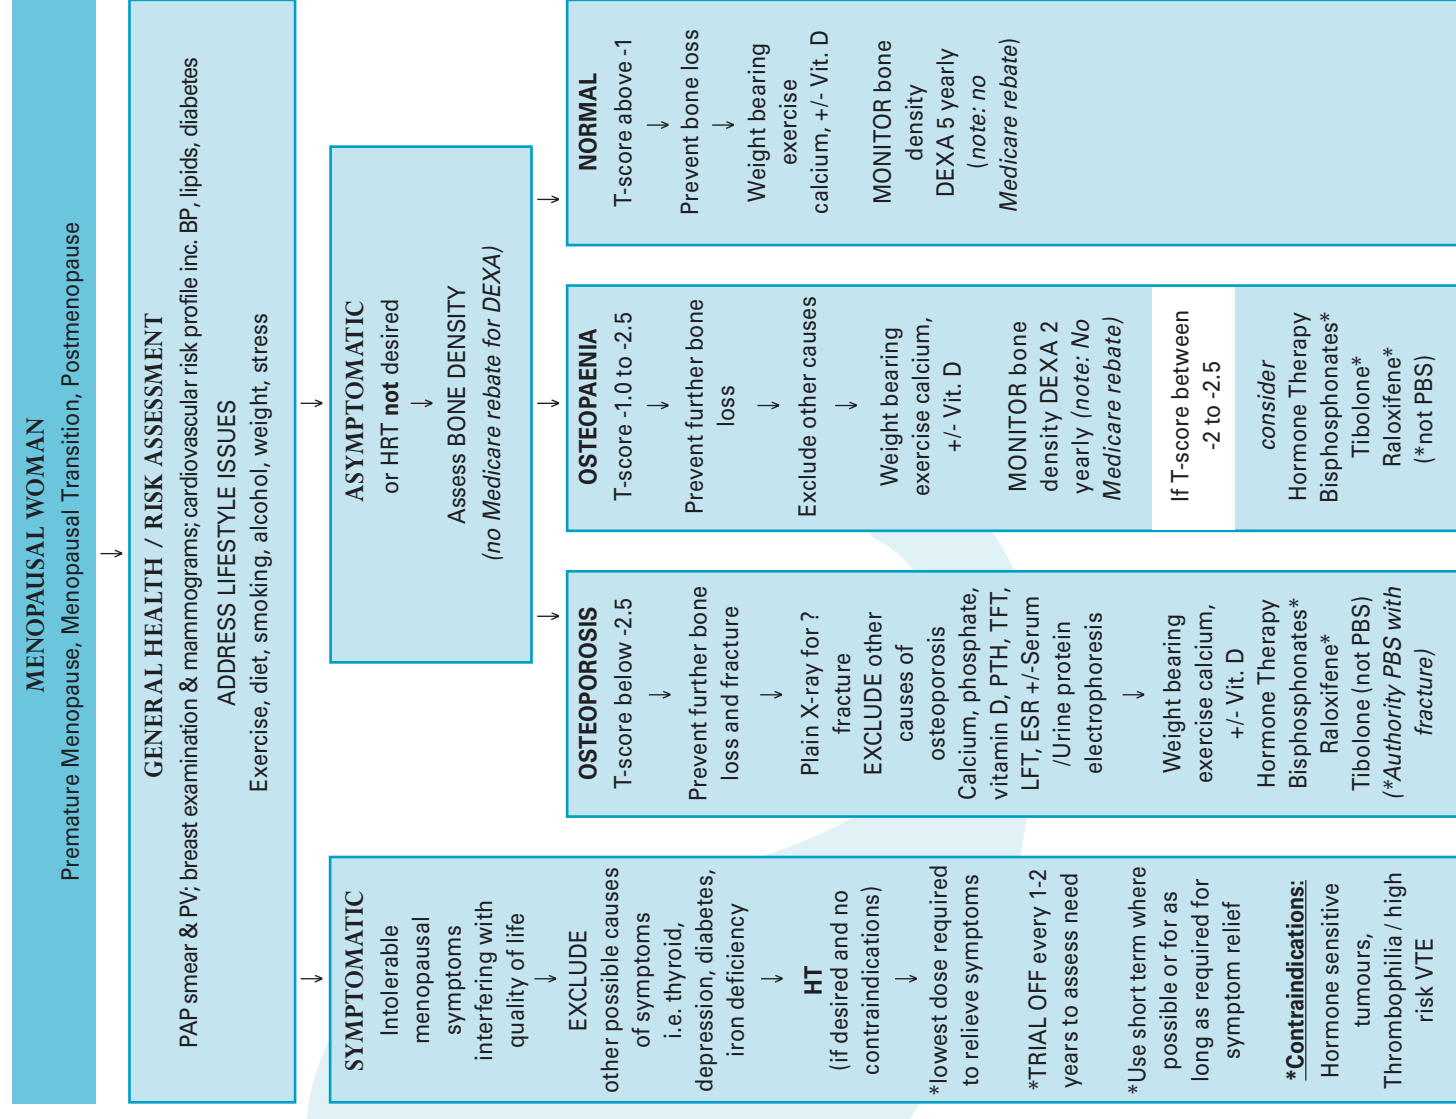 MENOPAUSAL WOMAN
Premature Menopause, Menopausal Transition, Postmenopause
↓
GENERAL HEALTH / RISK ASSESSMENT
PAP smear & PV; breast examination & mammograms; cardiovascular risk profile inc. BP, lipids, diabetes
ADDRESS LIFESTYLE ISSUES
Exercise, diet, smoking, alcohol, weight, stress
↓
↓
SYMPTOMATIC
Intolerable
menopausal
symptoms
interfering with
quality of life
↓
EXCLUDE
other possible causes
of symptoms
i.e. thyroid,
depression, diabetes,
iron deficiency
↓
HT
(if desired and no
contraindications)
↓
*lowest dose required
to relieve symptoms
*TRIAL OFF every 1-2
years to assess need
*Use short term where
possible or for as
long as required for
symptom relief
*Contraindications:
Hormone sensitive
tumours,
Thrombophilia / high
risk VTE
ASYMPTOMATIC
or HRT not desired
↓
Assess BONE DENSITY
(no Medicare rebate for DEXA)
↓
↓
↓
OSTEOPOROSIS
T-score below -2.5
↓
Prevent further bone
loss and fracture
↓
Plain X-ray for ?
fracture
EXCLUDE other
causes of
osteoporosis
Calcium, phosphate,
vitamin D, PTH, TFT,
LFT, ESR +/-Serum
/Urine protein
electrophoresis
↓
Weight bearing
exercise calcium,
+/- Vit. D
Hormone Therapy
Bisphosphonates*
Raloxifene*
Tibolone (not PBS)
(*Authority PBS with
fracture)
OSTEOPAENIA
T-score -1.0 to -2.5
↓
Prevent further bone
loss
↓
Exclude other causes
↓
Weight bearing
exercise calcium,
+/- Vit. D
MONITOR bone
density DEXA 2
yearly (note: No
Medicare rebate)
If T-score between
-2 to -2.5
consider
Hormone Therapy
Bisphosphonates*
Tibolone*
Raloxifene*
(*not PBS)
NORMAL
T-score above -1
↓
Prevent bone loss
↓
Weight bearing
exercise
calcium, +/- Vit. D
MONITOR bone
density
DEXA 5 yearly
(note: no
Medicare rebate)